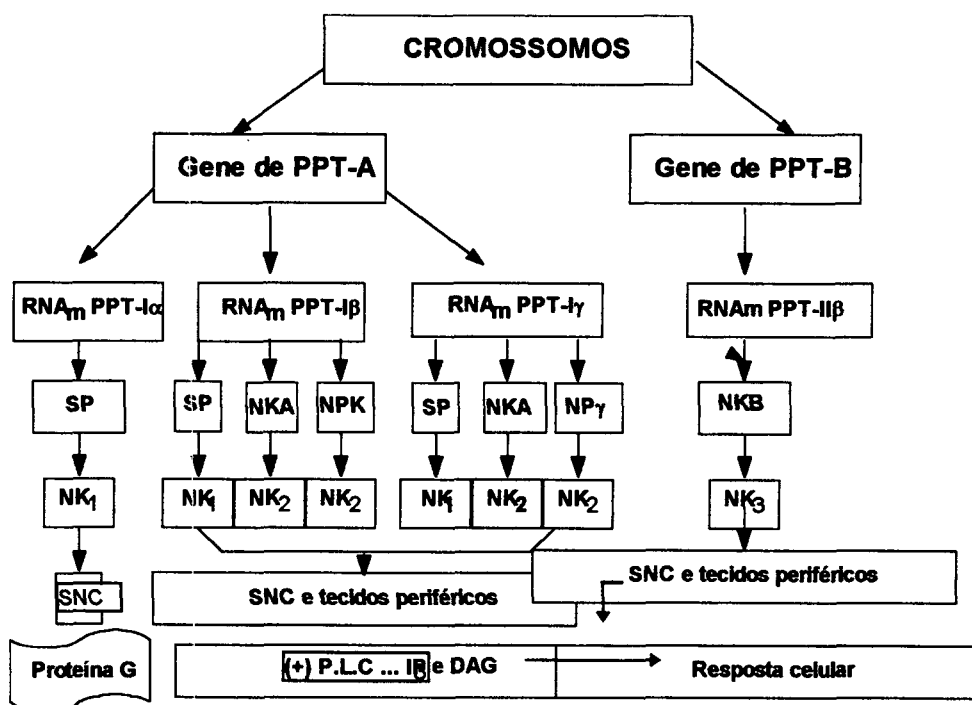 CROMOSSOMOS
Gene de PPT-A
Gene de PPT-B
RNAm PPT-Iα
RNAm PPT-Iβ
RNAm PPT-Iγ
RNAm PPT-IIβ
SP
SP
NKA
NPK
SP
NKA
NPγ
NKB
NK1
NK1
NK2
NK2
NK1
NK2
NK2
NK3
SNC
SNC e tecidos periféricos
SNC e tecidos periféricos
Proteína G
(+) P.L.C ... IP3 e DAG
Resposta celular